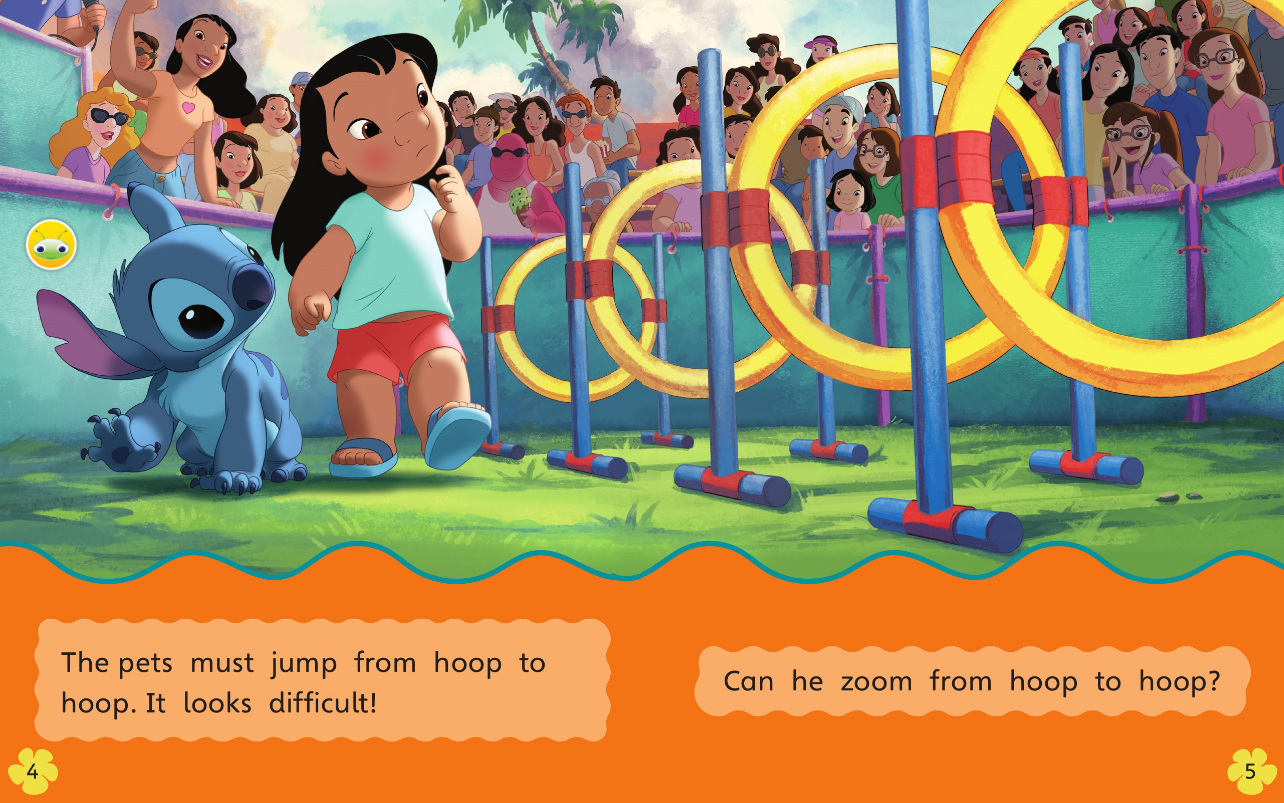 The pets must jump from hoop to
hoop. It looks difficult!
Can he zoom from hoop to hoop?
4
5